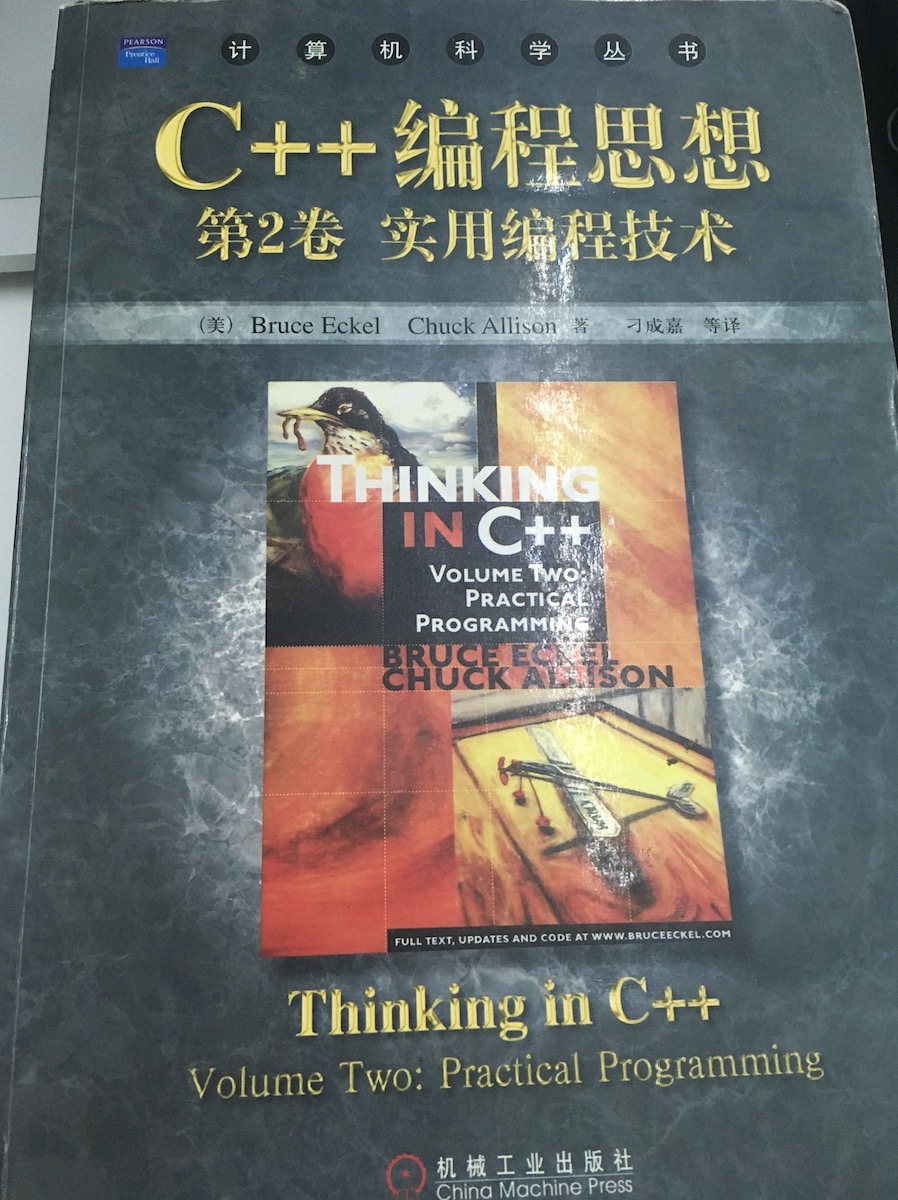 PEARSON
Prentice
Hall
计算机科学丛书
C++编程思想
第2卷 实用编程技术
(美) Bruce Eckel Chuck Allison 著 刁成嘉 等译
THINKING
IN C++
VOLUME TWO:
PRACTICAL
PROGRAMMING
BRUCE ECKEL
CHUCK ALLISON
FULL TEXT, UPDATES AND CODE AT WWW.BRUCEECKEL.COM
Thinking in C++
Volume Two: Practical Programming
机械工业出版社
China Machine Press